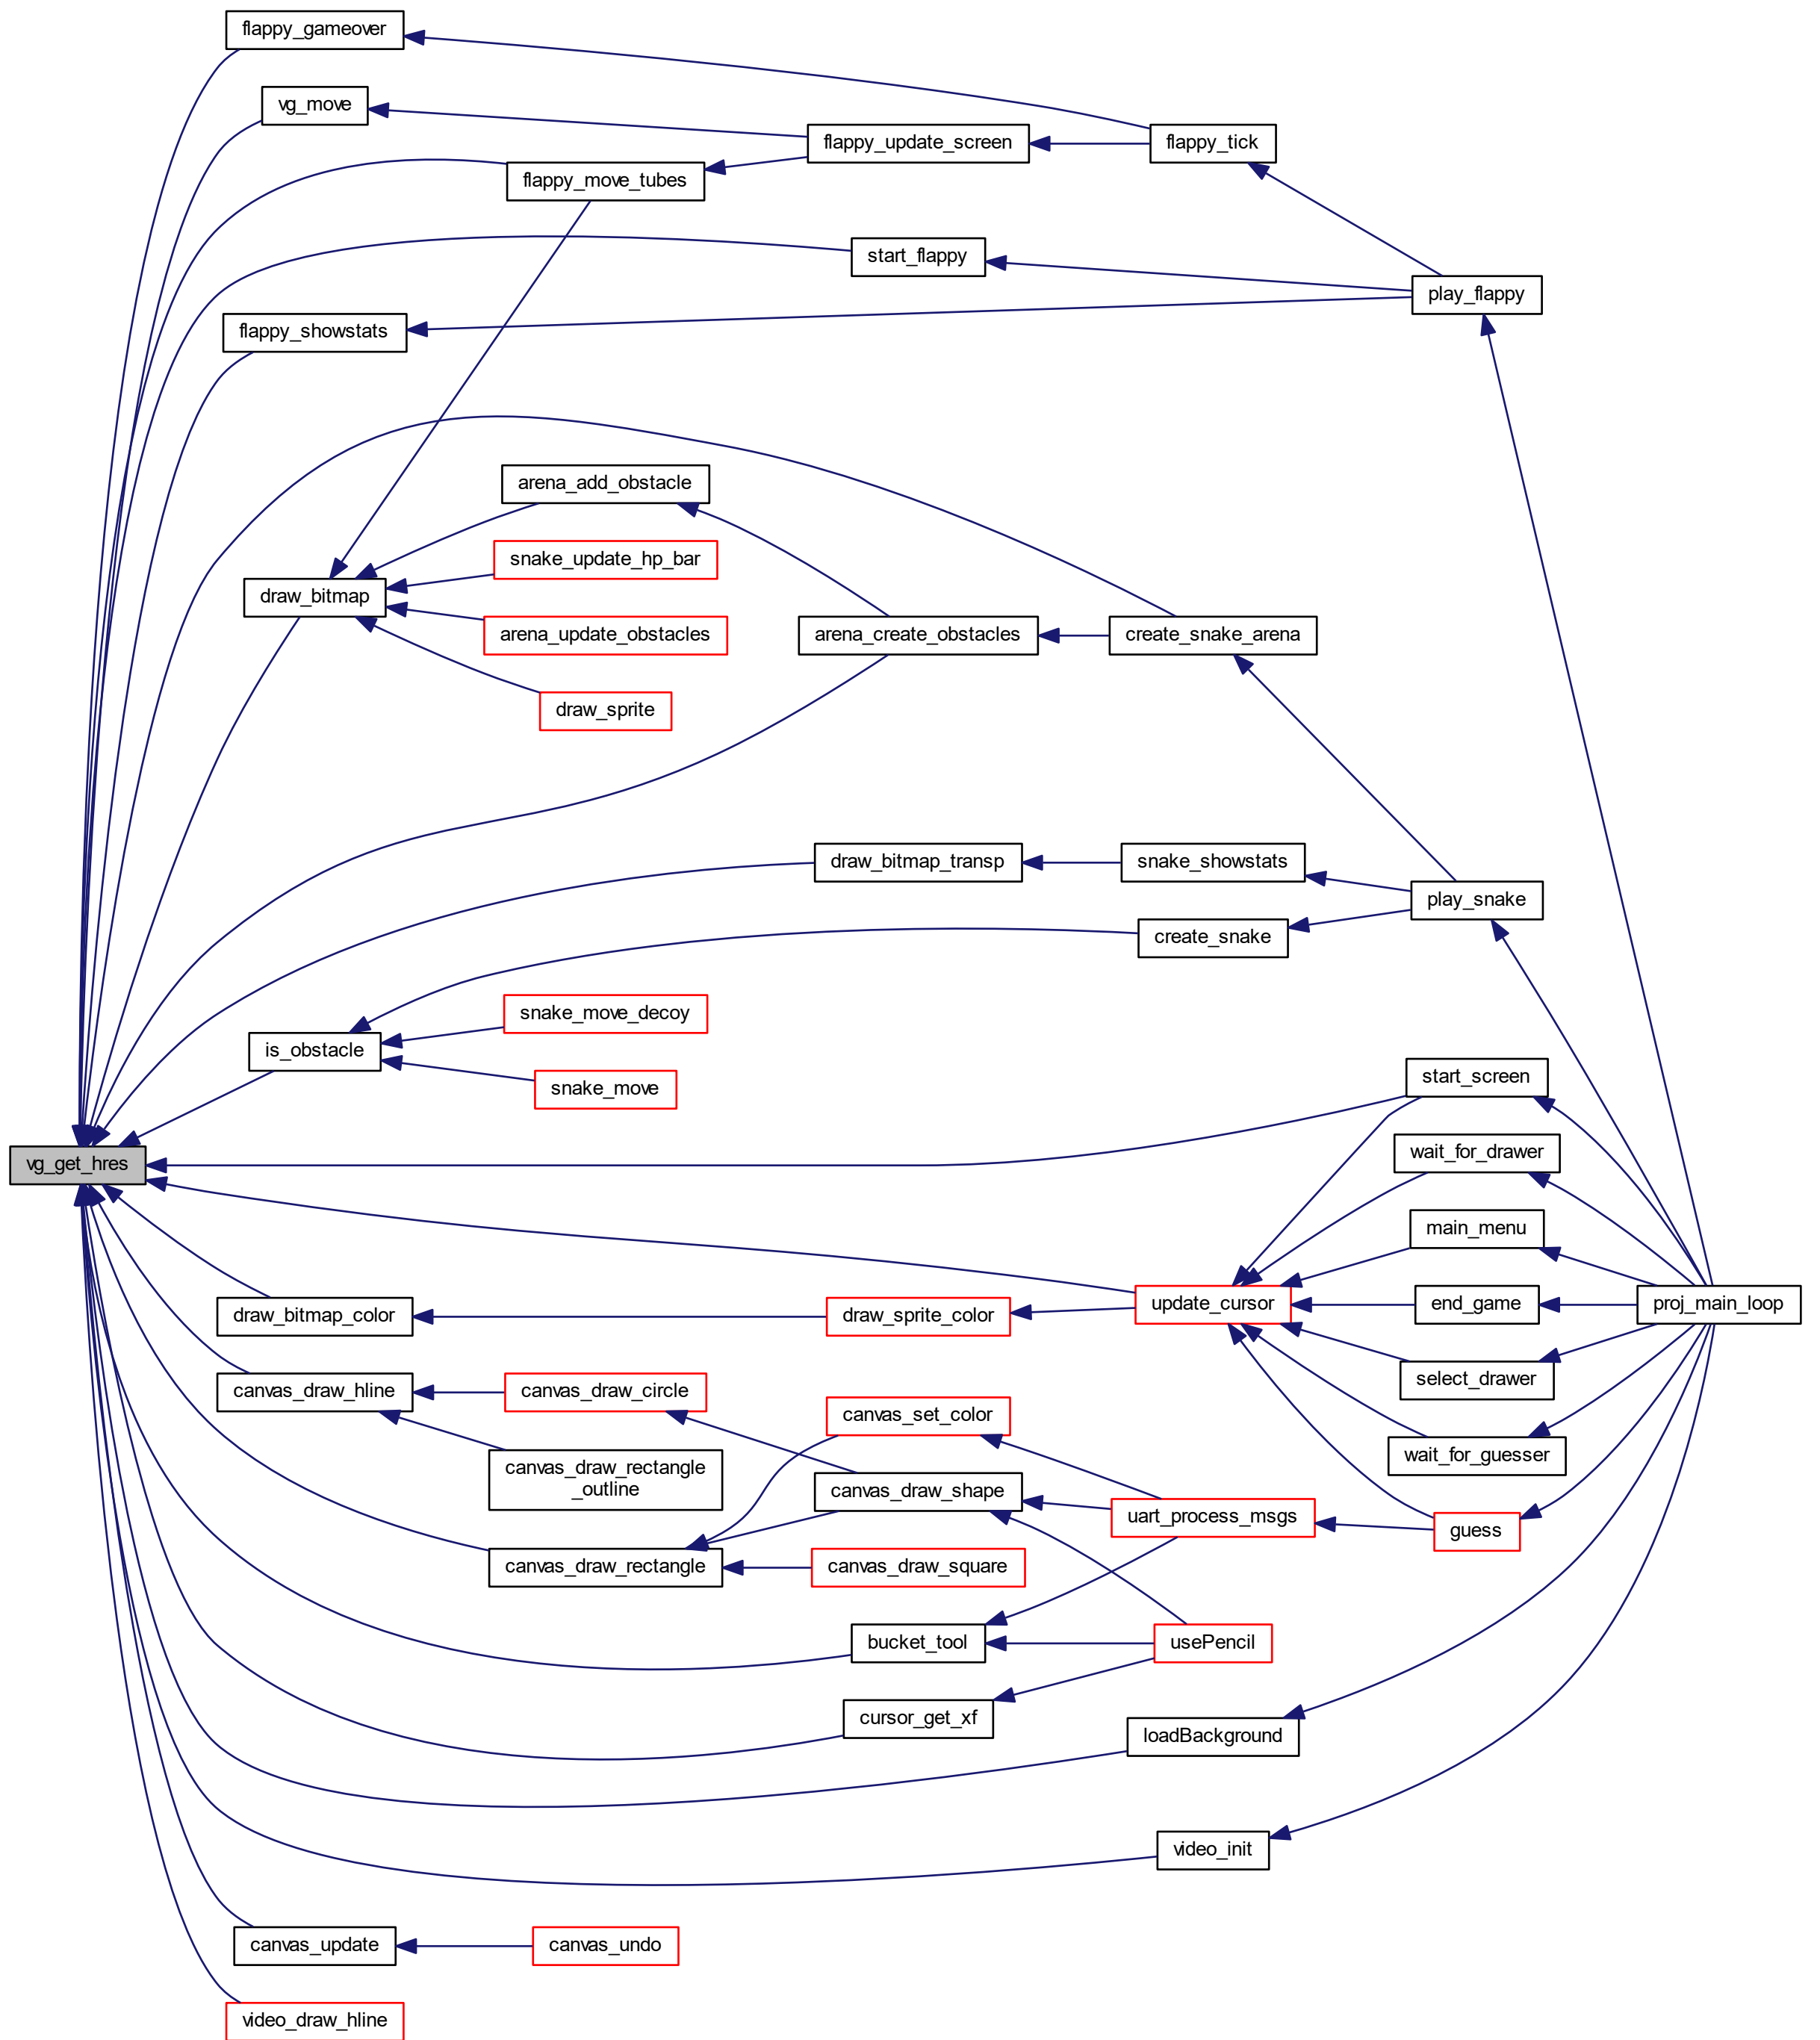 flappy_gameover
vg_move
flappy_update_screen
flappy_tick
flappy_move_tubes
start_flappy
play_flappy
flappy_showstats
arena_add_obstacle
snake_update_hp_bar
draw_bitmap
arena_update_obstacles
arena_create_obstacles
create_snake_arena
draw_sprite
draw_bitmap_transp
snake_showstats
play_snake
create_snake
snake_move_decoy
is_obstacle
snake_move
start_screen
vg_get_hres
wait_for_drawer
main_menu
update_cursor
end_game
proj_main_loop
draw_bitmap_color
draw_sprite_color
select_drawer
canvas_draw_hline
canvas_draw_circle
canvas_set_color
wait_for_guesser
canvas_draw_rectangle
_outline
canvas_draw_shape
uart_process_msgs
guess
canvas_draw_rectangle
canvas_draw_square
bucket_tool
usePencil
cursor_get_xf
loadBackground
video_init
canvas_update
canvas_undo
video_draw_hline